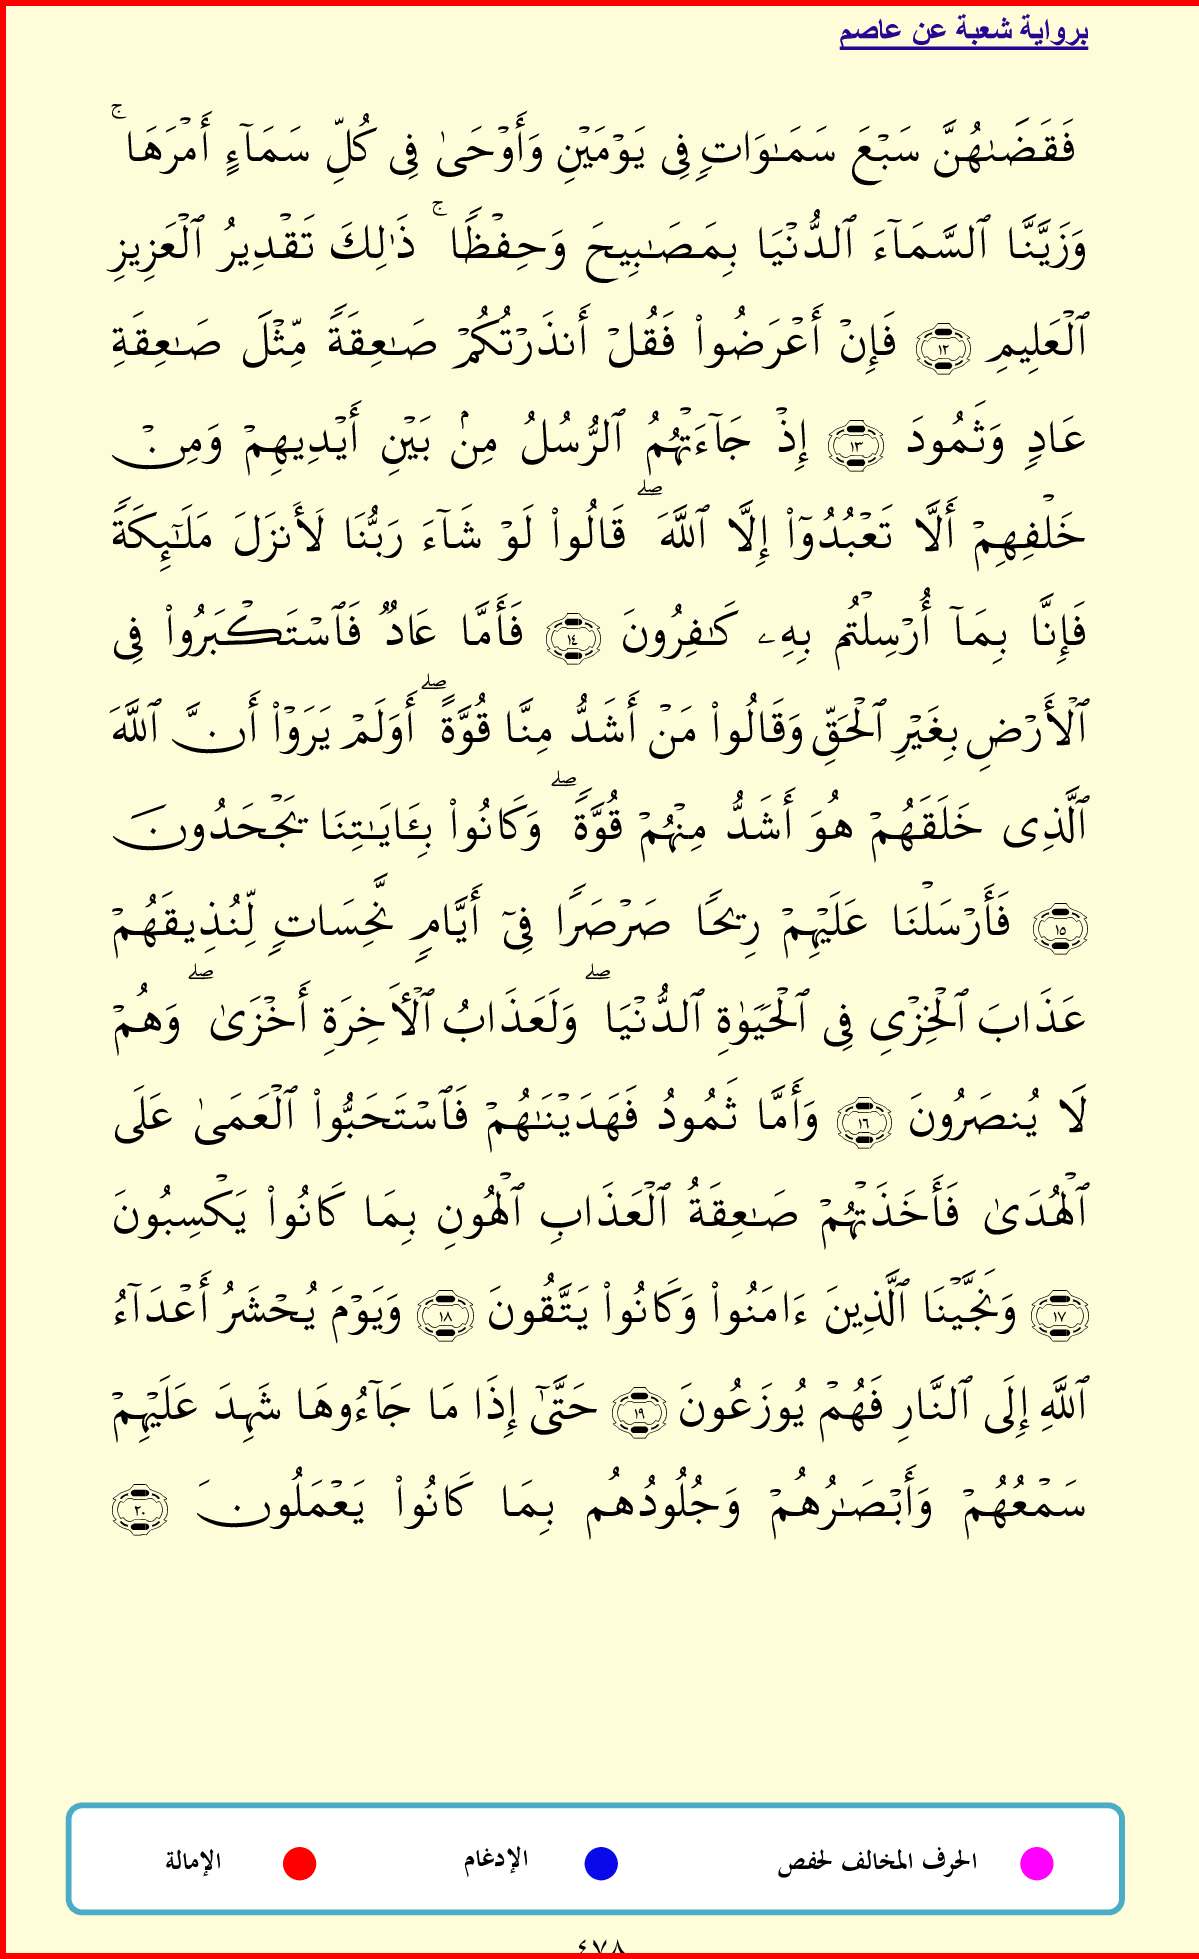 برواية شعبة عن عاصم
فَقَضَىٰهُنَّ سَبۡعَ سَمَٰوَاتٖ فِي يَوۡمَيۡنِ وَأَوۡحَىٰ فِي كُلِّ سَمَآءٍ أَمۡرَهَاۚ
وَزَيَّنَّا ٱلسَّمَآءَ ٱلدُّنۡيَا بِمَصَٰبِيحَ وَحِفۡظٗاۚ ذَٰلِكَ تَقۡدِيرُ ٱلۡعَزِيزِ
ٱلۡعَلِيمِ ١٢ فَإِنۡ أَعۡرَضُواْ فَقُلۡ أَنذَرۡتُكُمۡ صَٰعِقَةٗ مِّثۡلَ صَٰعِقَةِ
عَادٖ وَثَمُودَ ١٣ إِذۡ جَآءَتۡهُمُ ٱلرُّسُلُ مِنۢ بَيۡنِ أَيۡدِيهِمۡ وَمِنۡ
خَلۡفِهِمۡ أَلَّا تَعۡبُدُوٓاْ إِلَّا ٱللَّهَۖ قَالُواْ لَوۡ شَآءَ رَبُّنَا لَأَنزَلَ مَلَٰٓئِكَةٗ
فَإِنَّا بِمَآ أُرۡسِلۡتُم بِهِۦ كَٰفِرُونَ ١٤ فَأَمَّا عَادٞ فَٱسۡتَكۡبَرُواْ فِي
ٱلۡأَرۡضِ بِغَيۡرِ ٱلۡحَقِّ وَقَالُواْ مَنۡ أَشَدُّ مِنَّا قُوَّةًۖ أَوَلَمۡ يَرَوۡاْ أَنَّ ٱللَّهَ
ٱلَّذِي خَلَقَهُمۡ هُوَ أَشَدُّ مِنۡهُمۡ قُوَّةٗۖ وَكَانُواْ بِـَٔايَٰتِنَا يَجۡحَدُونَ
١٥ فَأَرۡسَلۡنَا عَلَيۡهِمۡ رِيحٗا صَرۡصَرٗا فِيٓ أَيَّامٖ نَّحِسَاتٖ لِّنُذِيقَهُمۡ
عَذَابَ ٱلۡخِزۡيِ فِي ٱلۡحَيَوٰةِ ٱلدُّنۡيَاۖ وَلَعَذَابُ ٱلۡأٓخِرَةِ أَخۡزَىٰۖ وَهُمۡ
لَا يُنصَرُونَ ١٦ وَأَمَّا ثَمُودُ فَهَدَيۡنَٰهُمۡ فَٱسۡتَحَبُّواْ ٱلۡعَمَىٰ عَلَى
ٱلۡهُدَىٰ فَأَخَذَتۡهُمۡ صَٰعِقَةُ ٱلۡعَذَابِ ٱلۡهُونِ بِمَا كَانُواْ يَكۡسِبُونَ
١٧ وَنَجَّيۡنَا ٱلَّذِينَ ءَامَنُواْ وَكَانُواْ يَتَّقُونَ ١٨ وَيَوۡمَ يُحۡشَرُ أَعۡدَآءُ
ٱللَّهِ إِلَى ٱلنَّارِ فَهُمۡ يُوزَعُونَ ١٩ حَتَّىٰٓ إِذَا مَا جَآءُوهَا شَهِدَ عَلَيۡهِمۡ
سَمۡعُهُمۡ وَأَبۡصَٰرُهُمۡ وَجُلُودُهُم بِمَا كَانُواْ يَعۡمَلُونَ ٢٠
الحرف المخالف لحفص الإدغام الإمالة
٤٧٨